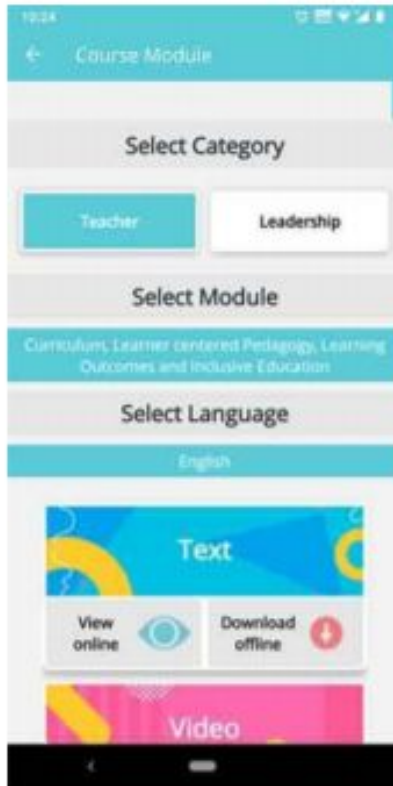 10:24
Course Module
Select Category
Teacher
Leadership
Select Module
Curriculum, Learner centered Pedagogy, Learning
Outcomes and Inclusive Education
Select Language
English
Text
View
online
Download
offline
Video